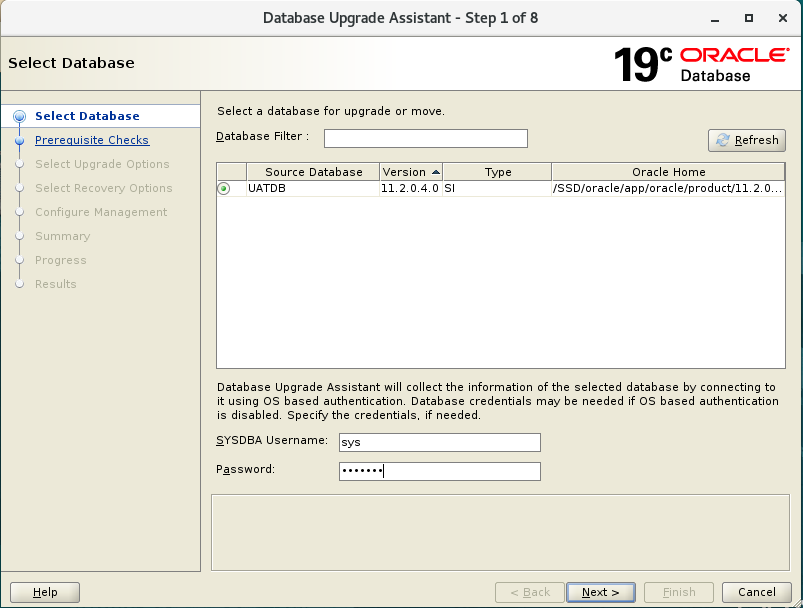 Database Upgrade Assistant - Step 1 of 8
Select Database
19c ORACLE
Database
Select Database
Prerequisite Checks
Select Upgrade Options
Select Recovery Options
Configure Management
Summary
Progress
Results
Select a database for upgrade or move.
Database Filter :
Refresh
Source Database Version Type Oracle Home
UATDB 11.2.0.4.0 SI /SSD/oracle/app/oracle/product/11.2.0...
Database Upgrade Assistant will collect the information of the selected database by connecting to
it using OS based authentication. Database credentials may be needed if OS based authentication
is disabled. Specify the credentials, if needed.
SYSDBA Username: sys
Password: •••••••
Help < Back Next > Finish Cancel